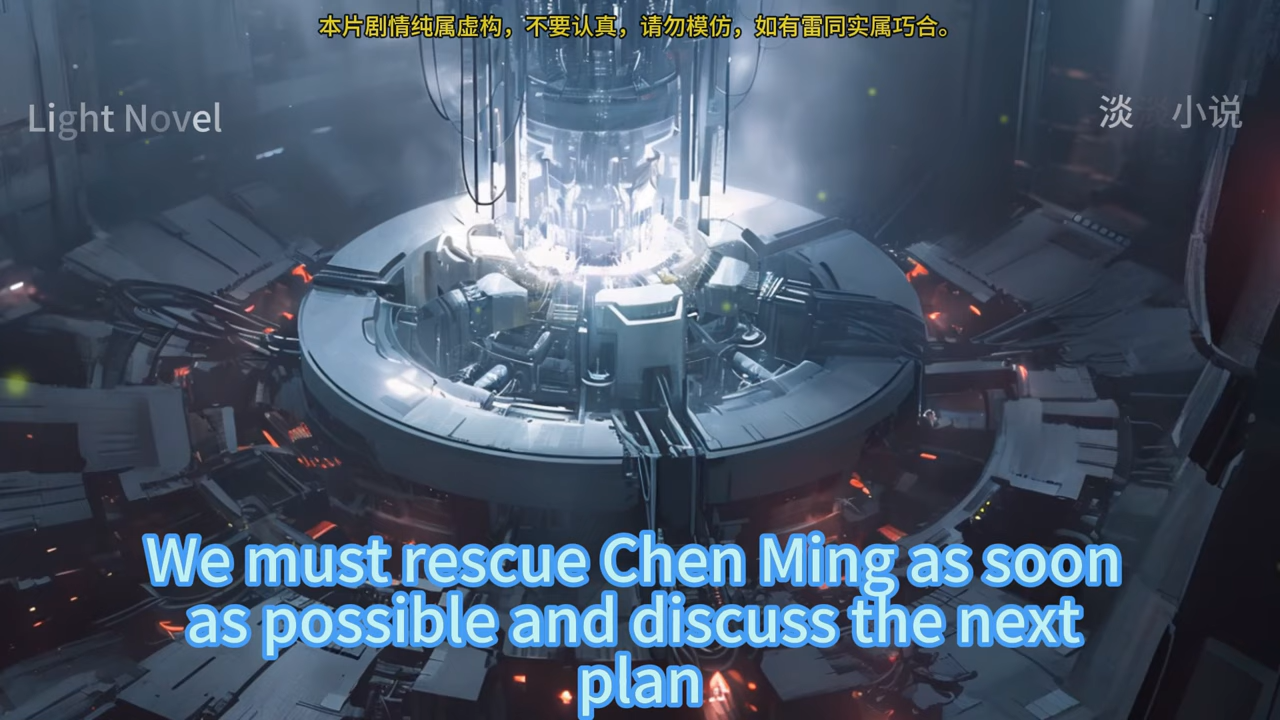 本片剧情纯属虚构，不要认真，请勿模仿，如有雷同实属巧合。
Light Novel
淡淡小说
We must rescue Chen Ming as soon
as possible and discuss the next
plan